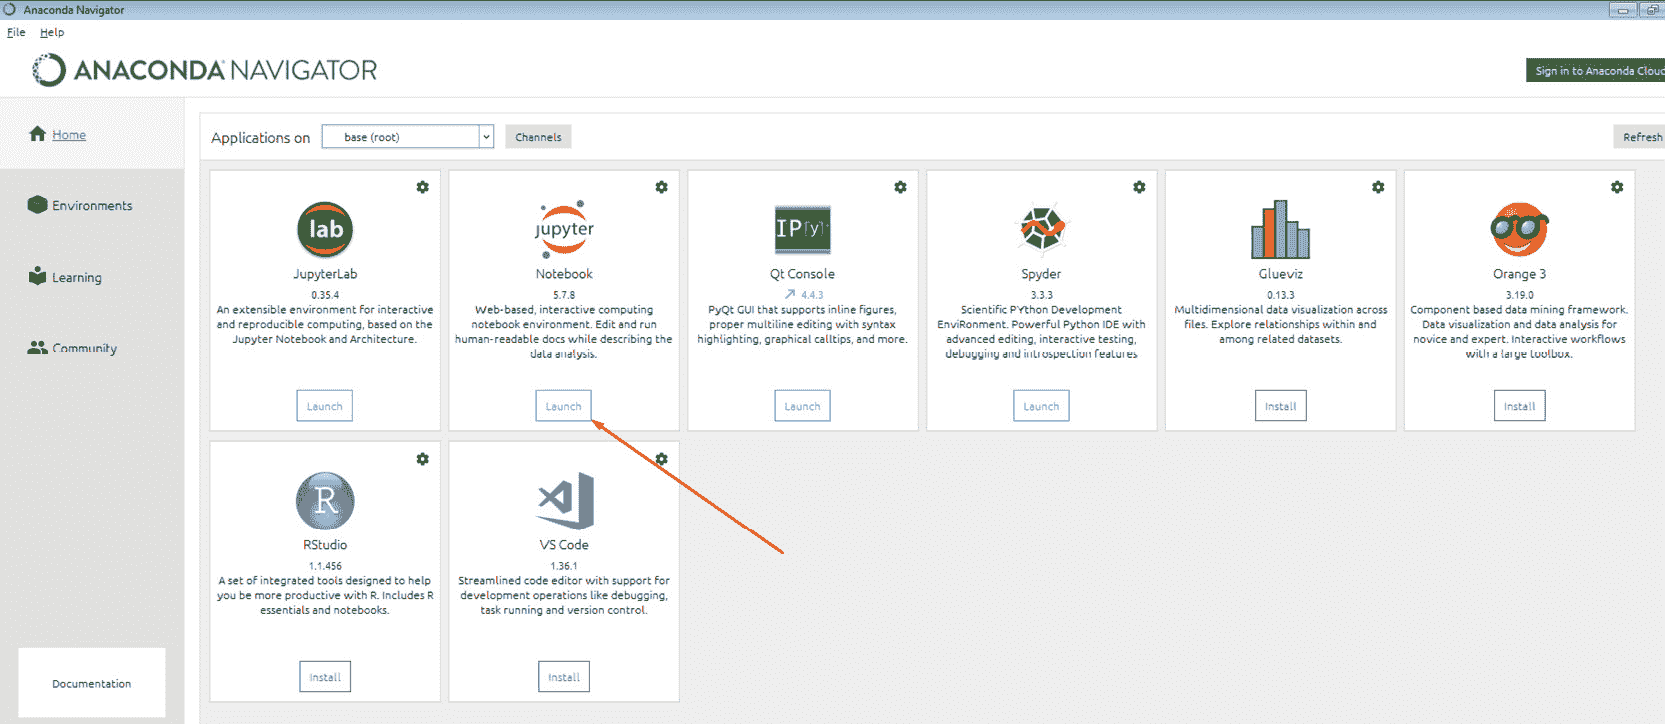 Anaconda Navigator
File Help
ANACONDA NAVIGATOR
Sign in to Anaconda Cloud
Home
Applications on base (root) Channels
Refresh
Environments
Learning
Community
Documentation
lab
JupyterLab
0.35.4
An extensible environment for interactive
and reproducible computing, based on the
Jupyter Notebook and Architecture.
Launch
jupyter
Notebook
5.7.8
Web-based, interactive computing
notebook environment. Edit and run
human-readable docs while describing the
data analysis.
Launch
IP[y]
Qt Console
4.4.3
PyQt GUI that supports inline figures,
proper multiline editing with syntax
highlighting, graphical calltips, and more.
Launch
Spyder
3.3.3
Scientific PYthon Development
EnviRonment. Powerful Python IDE with
advanced editing, interactive testing,
debugging and introspection features
Launch
Glueviz
0.13.3
Multidimensional data visualization across
files. Explore relationships within and
among related datasets.
Install
Orange 3
3.19.0
Component based data mining framework.
Data visualization and data analysis for
novice and expert. Interactive workflows
with a large toolbox.
Install
R
RStudio
1.1.456
A set of integrated tools designed to help
you be more productive with R. Includes R
essentials and notebooks.
Install
VS Code
1.36.1
Streamlined code editor with support for
development operations like debugging,
task running and version control.
Install